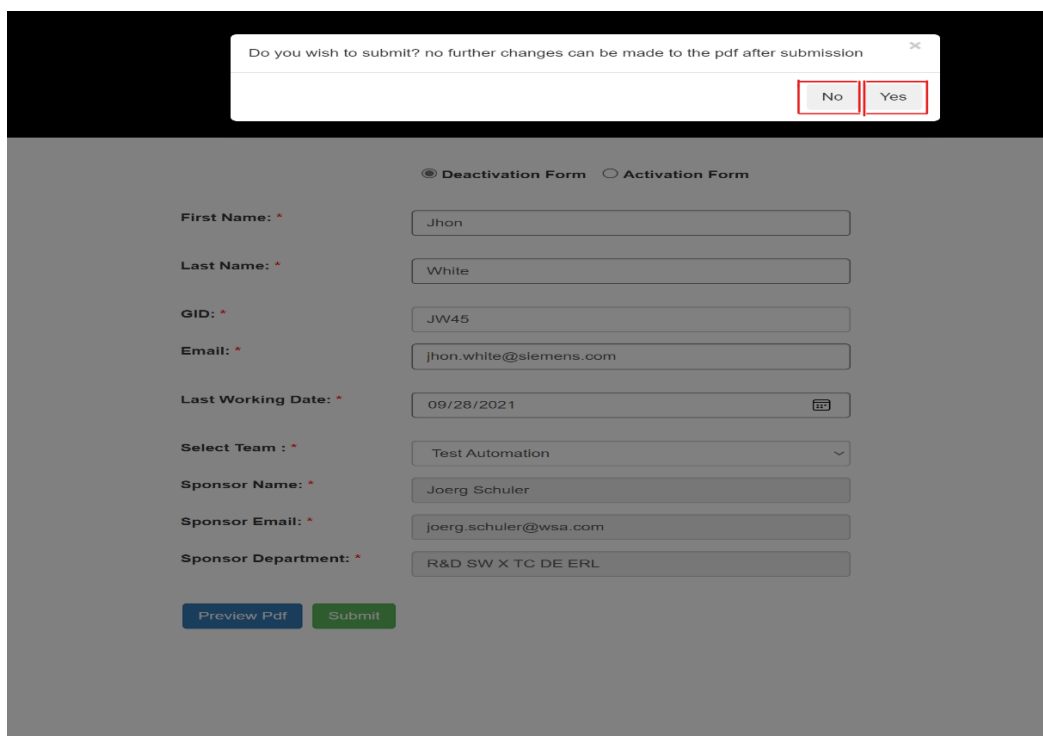 Do you wish to submit? no further changes can be made to the pdf after submission ×
No Yes
Deactivation Form Activation Form
First Name: * Jhon
Last Name: * White
GID: * JW45
Email: * jhon.white@siemens.com
Last Working Date: * 09/28/2021
Select Team : * Test Automation
Sponsor Name: * Joerg Schuler
Sponsor Email: * joerg.schuler@wsa.com
Sponsor Department: * R&D SW X TC DE ERL
Preview Pdf Submit